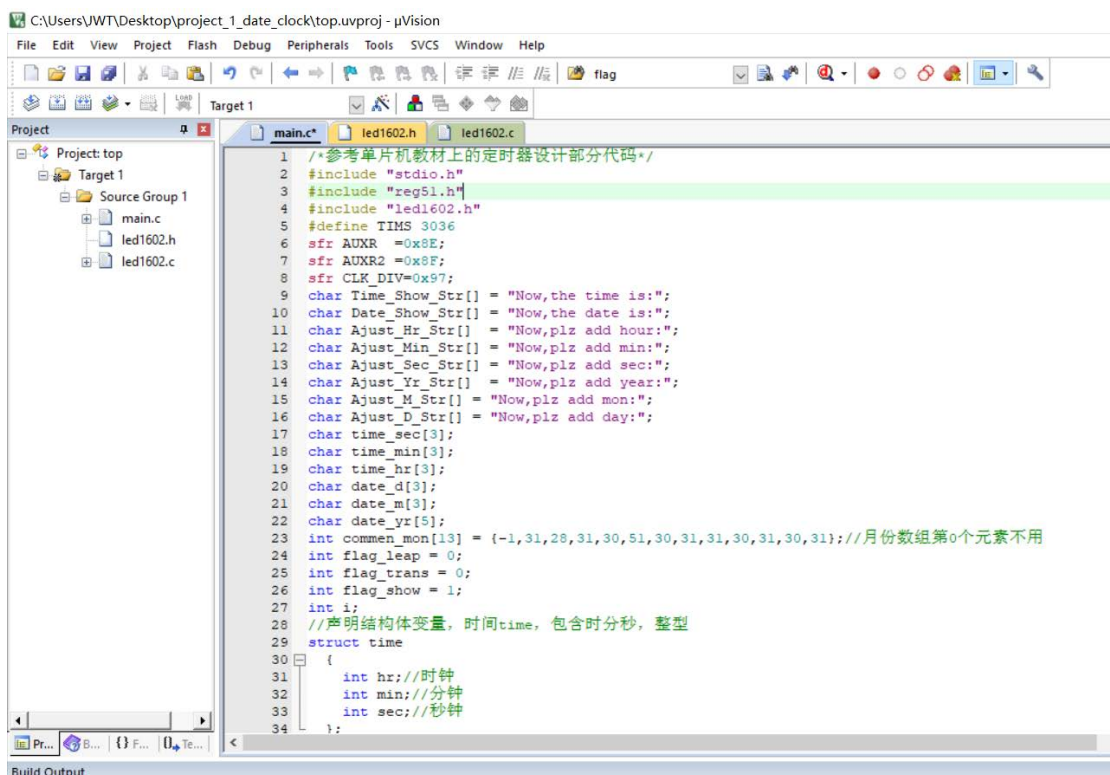 C:\Users\JWT\Desktop\project_1_date_clock\top.uvproj - µVision
File Edit View Project Flash Debug Peripherals Tools SVCS Window Help
flag
LOAD Target 1
Project
main.c* led1602.h led1602.c
Project: top
Target 1
Source Group 1
main.c
led1602.h
led1602.c
1 /*参考单片机教材上的定时器设计部分代码*/
2 #include "stdio.h"
3 #include "reg51.h"
4 #include "led1602.h"
5 #define TIMS 3036
6 sfr AUXR =0x8E;
7 sfr AUXR2 =0x8F;
8 sfr CLK_DIV=0x97;
9 char Time_Show_Str[] = "Now,the time is:";
10 char Date_Show_Str[] = "Now,the date is:";
11 char Ajust_Hr_Str[] = "Now,plz add hour:";
12 char Ajust_Min_Str[] = "Now,plz add min:";
13 char Ajust_Sec_Str[] = "Now,plz add sec:";
14 char Ajust_Yr_Str[] = "Now,plz add year:";
15 char Ajust_M_Str[] = "Now,plz add mon:";
16 char Ajust_D_Str[] = "Now,plz add day:";
17 char time_sec[3];
18 char time_min[3];
19 char time_hr[3];
20 char date_d[3];
21 char date_m[3];
22 char date_yr[5];
23 int commen_mon[13] = {-1,31,28,31,30,51,30,31,31,30,31,30,31};//月份数组第0个元素不用
24 int flag_leap = 0;
25 int flag_trans = 0;
26 int flag_show = 1;
27 int i;
28 //声明结构体变量，时间time，包含时分秒，整型
29 struct time
30 {
31 int hr;//时钟
32 int min;//分钟
33 int sec;//秒钟
34 };
Pr... B... {} F... 0 Te...
Build Output